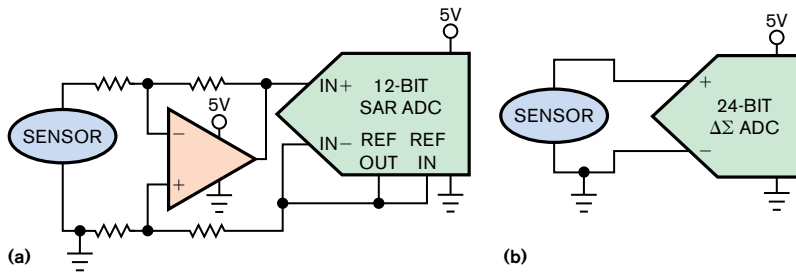 5V
5V
12-BIT
SAR ADC
IN+
5V
SENSOR
−
+
IN−
REF
OUT
REF
IN
(a)
SENSOR
+
24-BIT
ΔΣ ADC
−
(b)